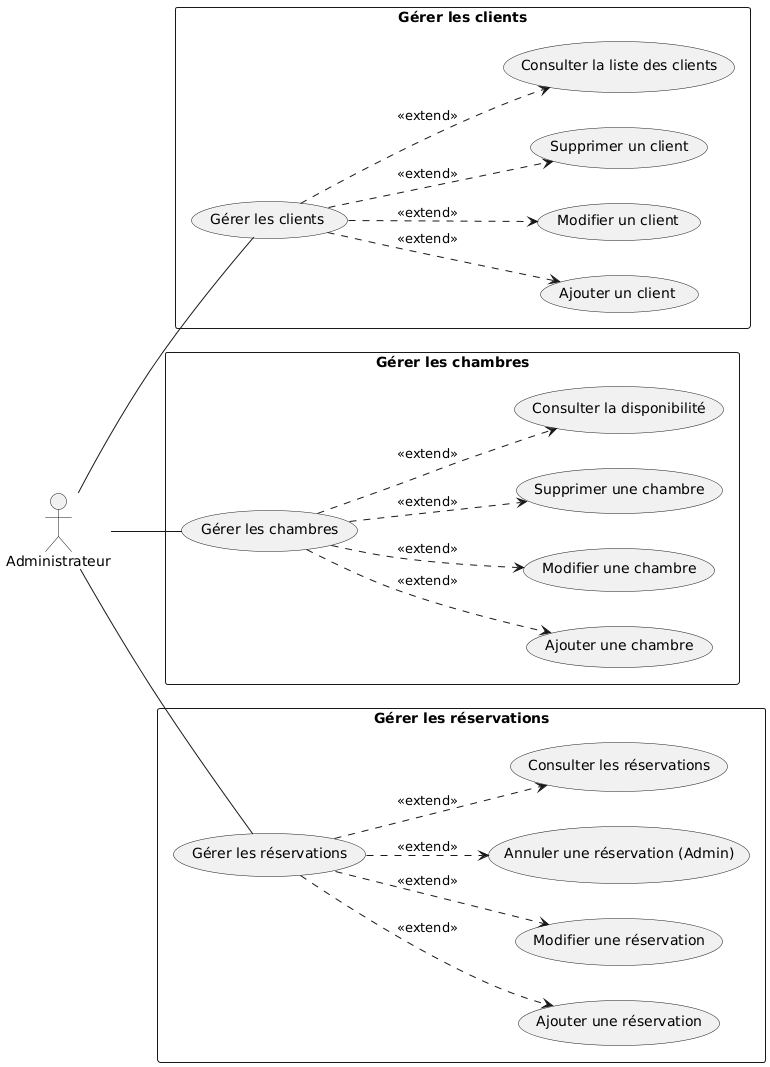 Gérer les clients
Consulter la liste des clients
«extend»
Supprimer un client
«extend»
Gérer les clients
«extend»
Modifier un client
«extend»
Ajouter un client
Gérer les chambres
Consulter la disponibilité
«extend»
Supprimer une chambre
«extend»
Gérer les chambres
«extend»
Modifier une chambre
Administrateur
«extend»
Ajouter une chambre
Gérer les réservations
Consulter les réservations
«extend»
Gérer les réservations
«extend»
Annuler une réservation (Admin)
«extend»
Modifier une réservation
«extend»
Ajouter une réservation